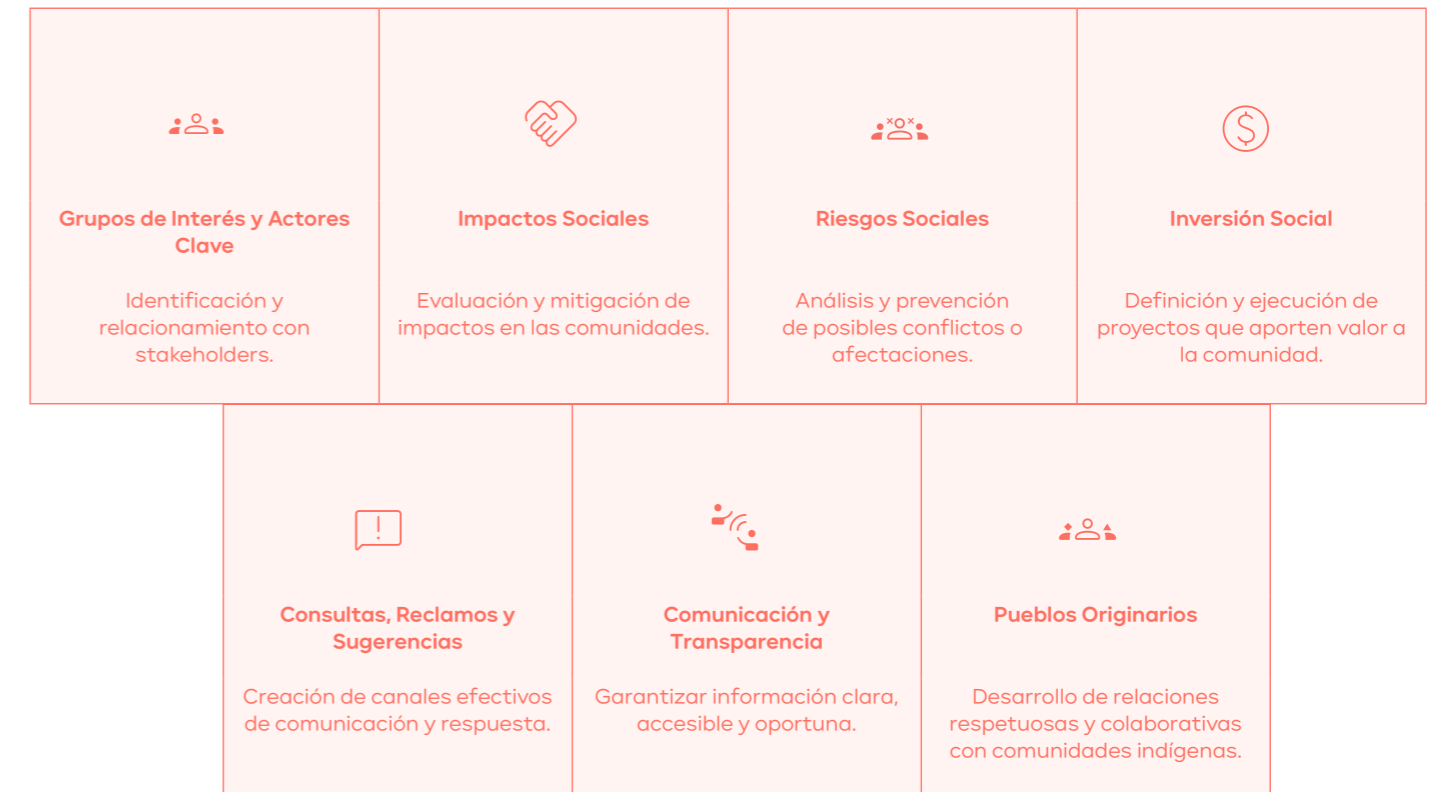 Grupos de Interés y Actores
Clave
Identificación y
relacionamiento con
stakeholders.
Impactos Sociales
Evaluación y mitigación de
impactos en las comunidades.
Riesgos Sociales
Análisis y prevención
de posibles conflictos o
afectaciones.
Inversión Social
Definición y ejecución de
proyectos que aporten valor a
la comunidad.
Consultas, Reclamos y
Sugerencias
Creación de canales efectivos
de comunicación y respuesta.
Comunicación y
Transparencia
Garantizar información clara,
accesible y oportuna.
Pueblos Originarios
Desarrollo de relaciones
respetuosas y colaborativas
con comunidades indígenas.